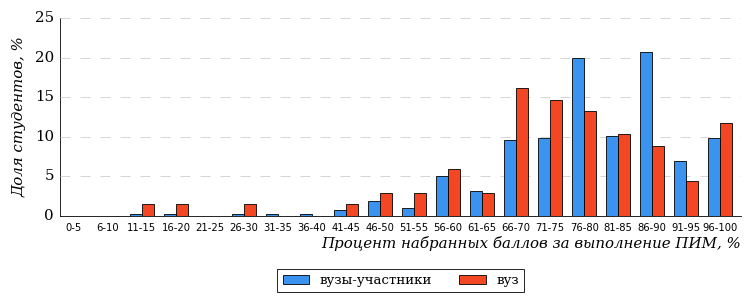 25
20
15
10
5
0
Доля студентов, %
0-5 6-10 11-15 16-20 21-25 26-30 31-35 36-40 41-45 46-50 51-55 56-60 61-65 66-70 71-75 76-80 81-85 86-90 91-95 96-100
Процент набранных баллов за выполнение ПИМ, %
вузы-участники вуз